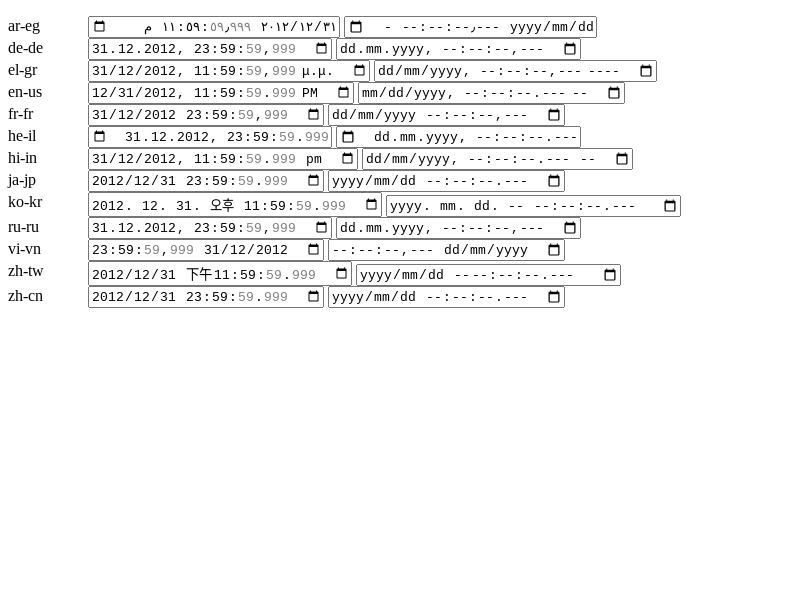 ar-eg ٢٠١٢/١٢/٣١ ١١:٥٩:٥٩٫٩٩٩ م yyyy/mm/dd --:--:--٫--- -
de-de 31.12.2012, 23:59:59,999 dd.mm.yyyy, --:--:--,---
el-gr 31/12/2012, 11:59:59,999 μ.μ. dd/mm/yyyy, --:--:--,--- ----
en-us 12/31/2012, 11:59:59.999 PM mm/dd/yyyy, --:--:--.--- --
fr-fr 31/12/2012 23:59:59,999 dd/mm/yyyy --:--:--,---
he-il 31.12.2012, 23:59:59.999 dd.mm.yyyy, --:--:--.---
hi-in 31/12/2012, 11:59:59.999 pm dd/mm/yyyy, --:--:--.--- --
ja-jp 2012/12/31 23:59:59.999 yyyy/mm/dd --:--:--.---
ko-kr 2012. 12. 31. 오후 11:59:59.999 yyyy. mm. dd. -- --:--:--.---
ru-ru 31.12.2012, 23:59:59,999 dd.mm.yyyy, --:--:--,---
vi-vn 23:59:59,999 31/12/2012 --:--:--,--- dd/mm/yyyy
zh-tw 2012/12/31 下午11:59:59.999 yyyy/mm/dd ----:--:--.---
zh-cn 2012/12/31 23:59:59.999 yyyy/mm/dd --:--:--.---